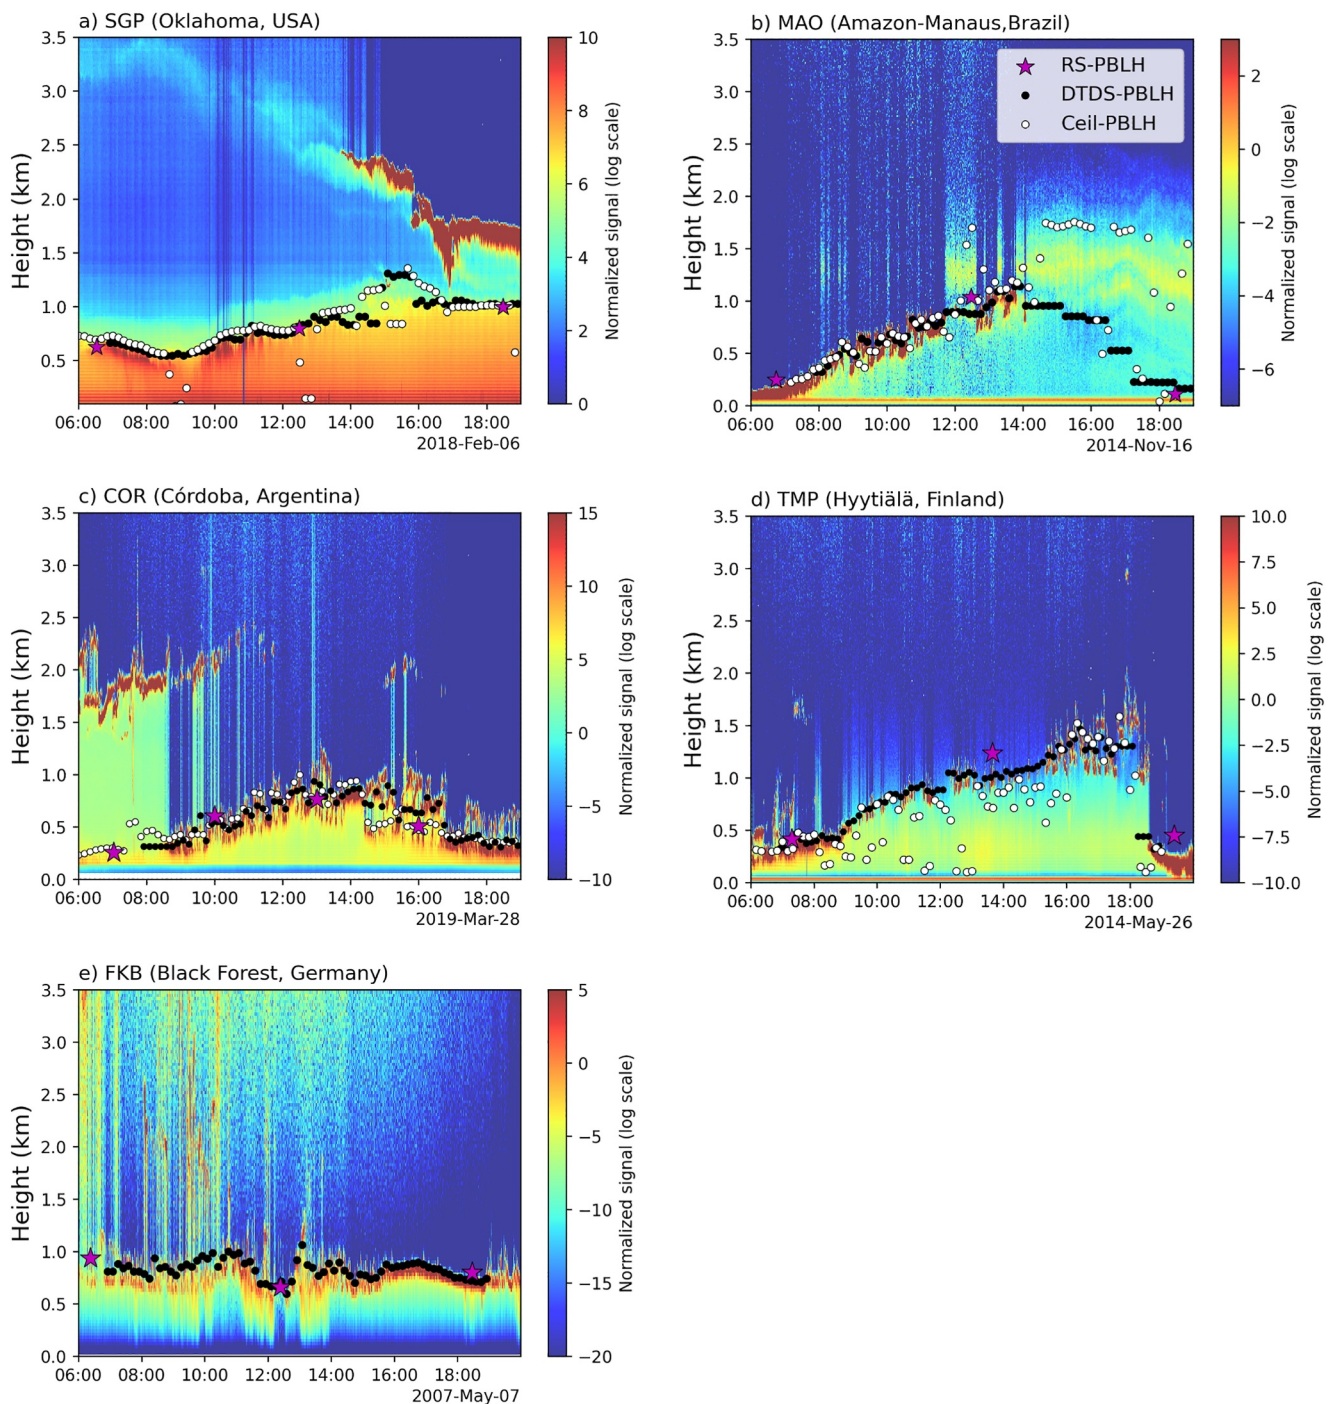 a) SGP (Oklahoma, USA)
3.5
3.0
2.5
2.0
1.5
1.0
0.5
Height (km)
06:00 08:00 10:00 12:00 14:00 16:00 18:00
2018-Feb-06
10
8
6
4
2
0
Normalized signal (log scale)
b) MAO (Amazon-Manaus,Brazil)
3.5
3.0
2.5
2.0
1.5
1.0
0.5
0.0
Height (km)
RS-PBLH
DTDS-PBLH
Ceil-PBLH
06:00 08:00 10:00 12:00 14:00 16:00 18:00
2014-Nov-16
2
0
−2
−4
−6
Normalized signal (log scale)
c) COR (Córdoba, Argentina)
3.5
3.0
2.5
2.0
1.5
1.0
0.5
0.0
Height (km)
06:00 08:00 10:00 12:00 14:00 16:00 18:00
2019-Mar-28
15
10
5
0
−5
−10
Normalized signal (log scale)
d) TMP (Hyytiälä, Finland)
3.5
3.0
2.5
2.0
1.5
1.0
0.5
0.0
Height (km)
06:00 08:00 10:00 12:00 14:00 16:00 18:00
2014-May-26
10.0
7.5
5.0
2.5
0.0
−2.5
−5.0
−7.5
−10.0
Normalized signal (log scale)
e) FKB (Black Forest, Germany)
3.5
3.0
2.5
2.0
1.5
1.0
0.5
0.0
Height (km)
06:00 08:00 10:00 12:00 14:00 16:00 18:00
2007-May-07
5
0
−5
−10
−15
−20
Normalized signal (log scale)